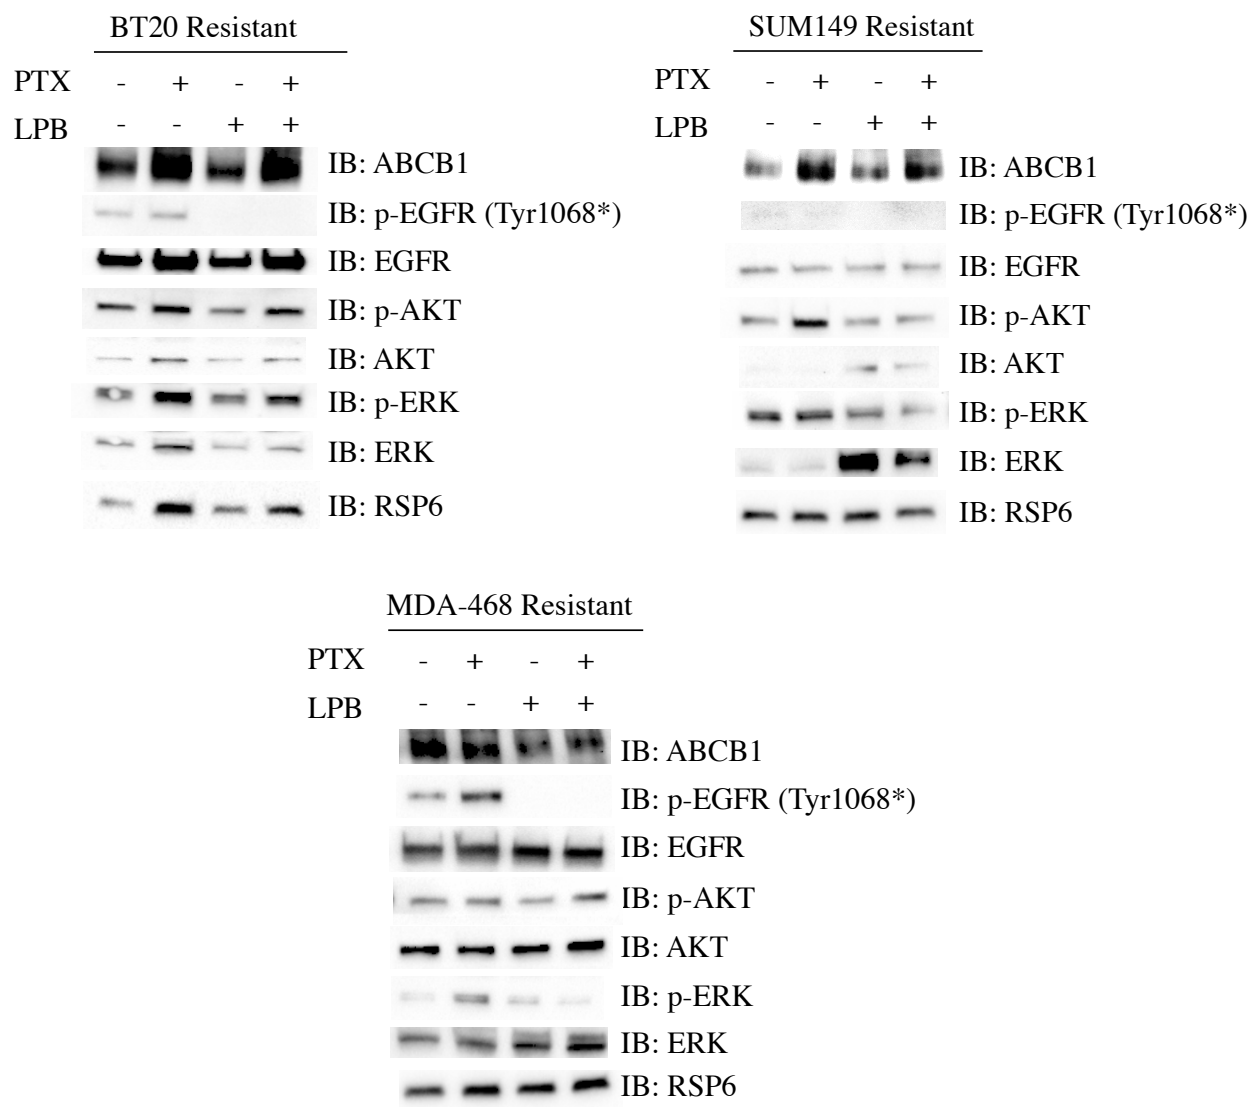 BT20 Resistant
PTX - + - +
LPB - - + +
IB: ABCB1
IB: p-EGFR (Tyr1068*)
IB: EGFR
IB: p-AKT
IB: AKT
IB: p-ERK
IB: ERK
IB: RSP6
SUM149 Resistant
PTX - + - +
LPB - - + +
IB: ABCB1
IB: p-EGFR (Tyr1068*)
IB: EGFR
IB: p-AKT
IB: AKT
IB: p-ERK
IB: ERK
IB: RSP6
MDA-468 Resistant
PTX - + - +
LPB - - + +
IB: ABCB1
IB: p-EGFR (Tyr1068*)
IB: EGFR
IB: p-AKT
IB: AKT
IB: p-ERK
IB: ERK
IB: RSP6